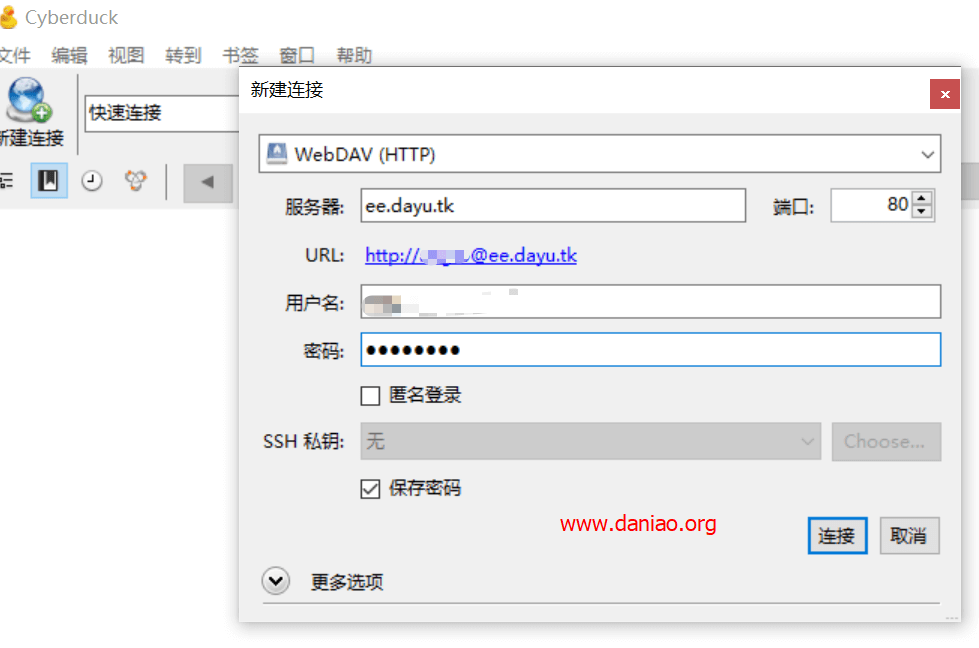 Cyberduck
文件 编辑 视图 转到 书签 窗口 帮助
新建连接
快速连接
新建连接
WebDAV (HTTP)
服务器: ee.dayu.tk 端口: 80
URL: http://@ee.dayu.tk
用户名:
密码: ●●●●●●●●
匿名登录
SSH 私钥: 无 Choose...
保存密码
www.daniao.org
连接 取消
更多选项